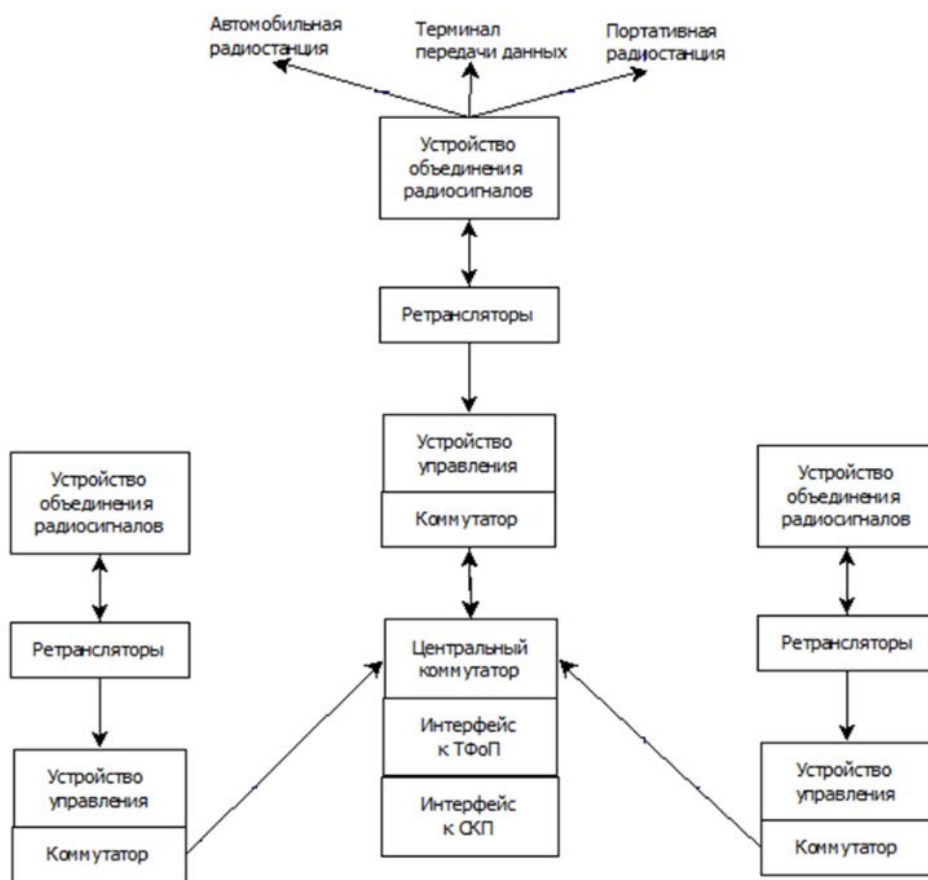 Автомобильная
радиостанция
Терминал
передачи данных
Портативная
радиостанция
Устройство
объединения
радиосигналов
Ретрансляторы
Устройство
управления
Коммутатор
Устройство
объединения
радиосигналов
Ретрансляторы
Устройство
управления
Коммутатор
Центральный
коммутатор
Интерфейс
к ТФоП
Интерфейс
к СКП
Устройство
объединения
радиосигналов
Ретрансляторы
Устройство
управления
Коммутатор